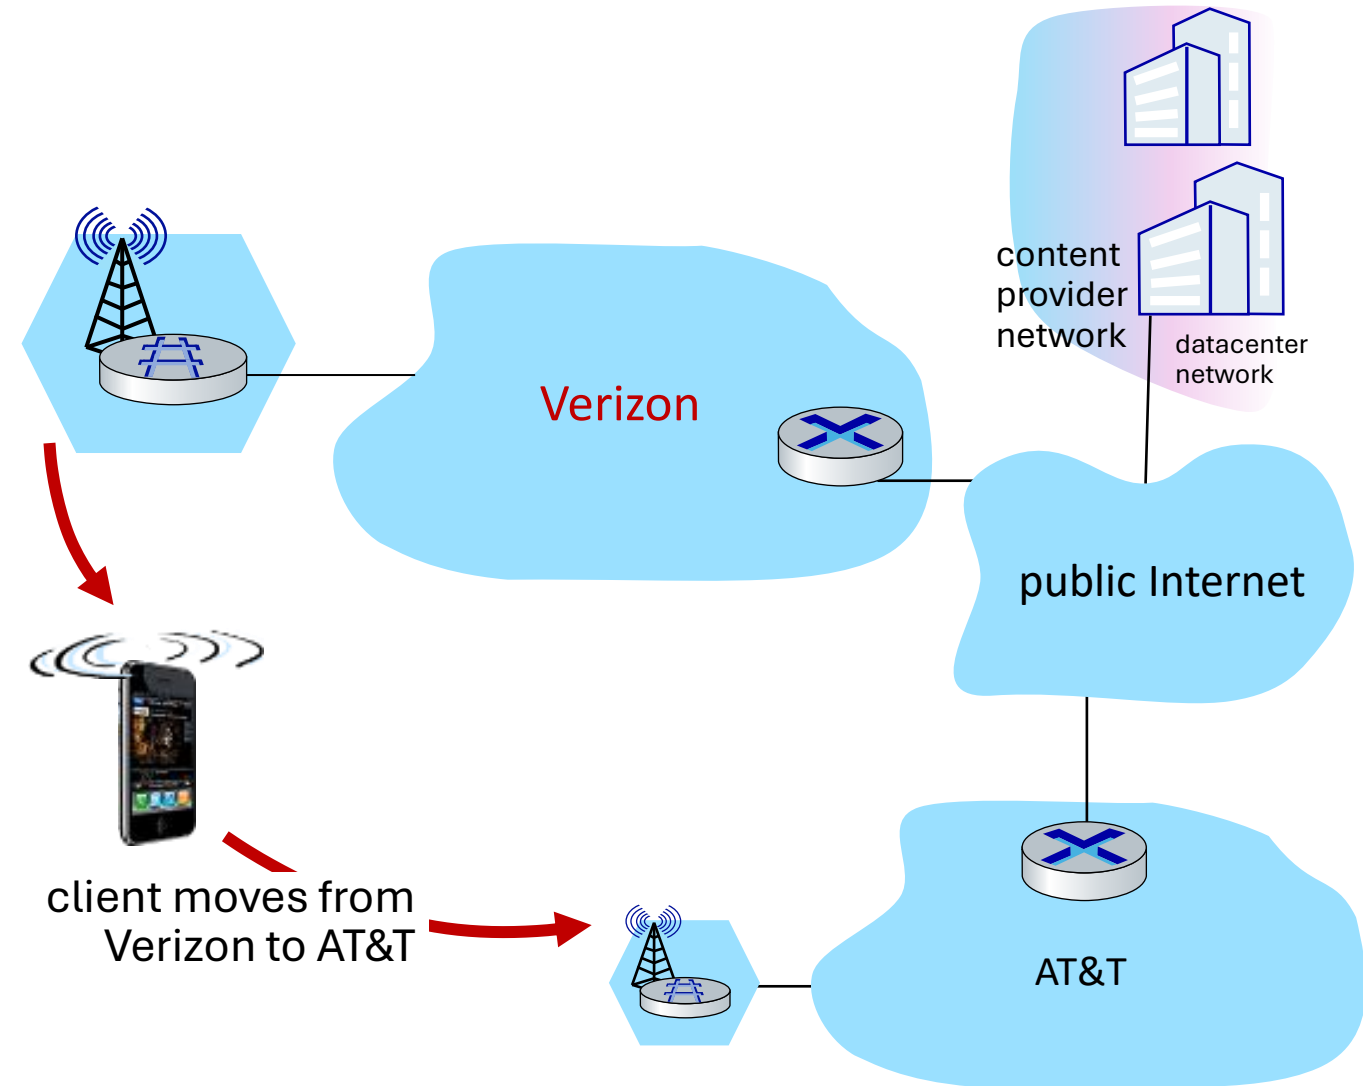 content
provider
network
datacenter
network
Verizon
public Internet
client moves from
Verizon to AT&T
AT&T